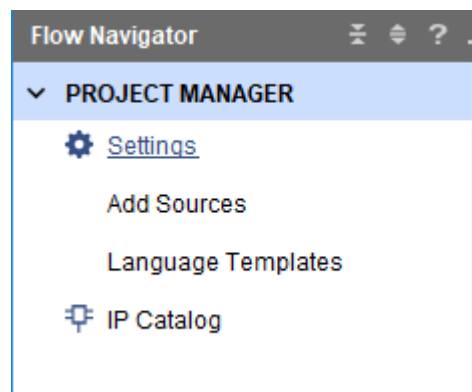 Flow Navigator ?
PROJECT MANAGER
Settings
Add Sources
Language Templates
IP Catalog